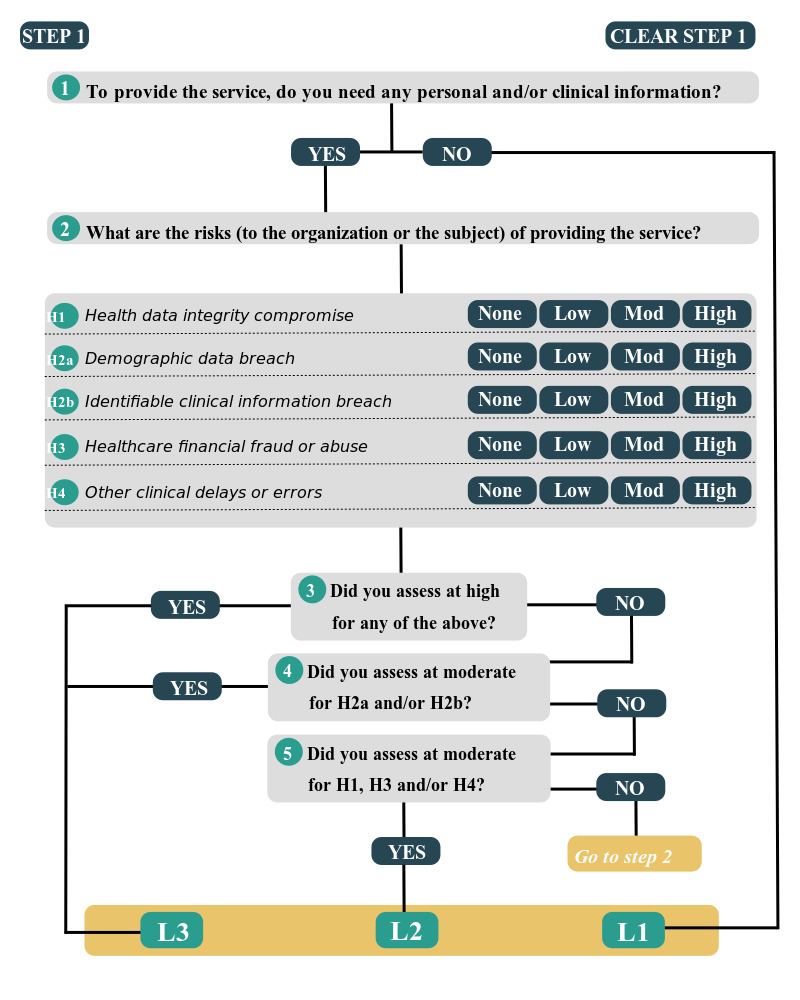 STEP 1
CLEAR STEP 1
1 To provide the service, do you need any personal and/or clinical information?
YES
NO
2 What are the risks (to the organization or the subject) of providing the service?
H1 Health data integrity compromise None Low Mod High
H2a Demographic data breach None Low Mod High
H2b Identifiable clinical information breach None Low Mod High
H3 Healthcare financial fraud or abuse None Low Mod High
H4 Other clinical delays or errors None Low Mod High
3 Did you assess at high
for any of the above?
YES
NO
4 Did you assess at moderate
for H2a and/or H2b?
YES
NO
5 Did you assess at moderate
for H1, H3 and/or H4?
NO
YES
Go to step 2
L3
L2
L1